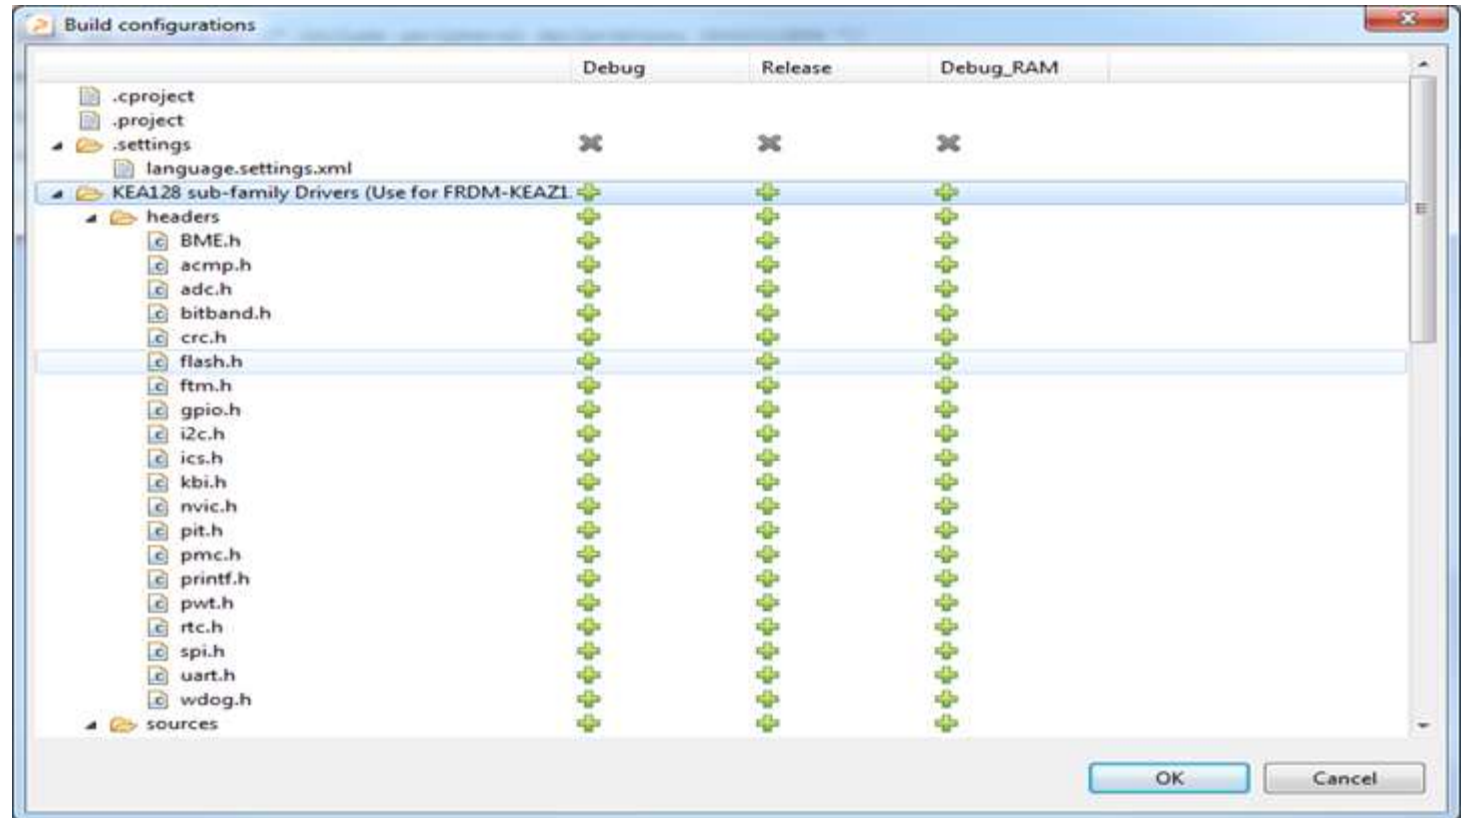 Build configurations
Debug Release Debug_RAM
.cproject
.project
.settings
language.settings.xml
KEA128 sub-family Drivers (Use for FRDM-KEAZ1
headers
BME.h
acmp.h
adc.h
bitband.h
crc.h
flash.h
ftm.h
gpio.h
i2c.h
ics.h
kbi.h
nvic.h
pit.h
pmc.h
printf.h
pwt.h
rtc.h
spi.h
uart.h
wdog.h
sources
OK Cancel